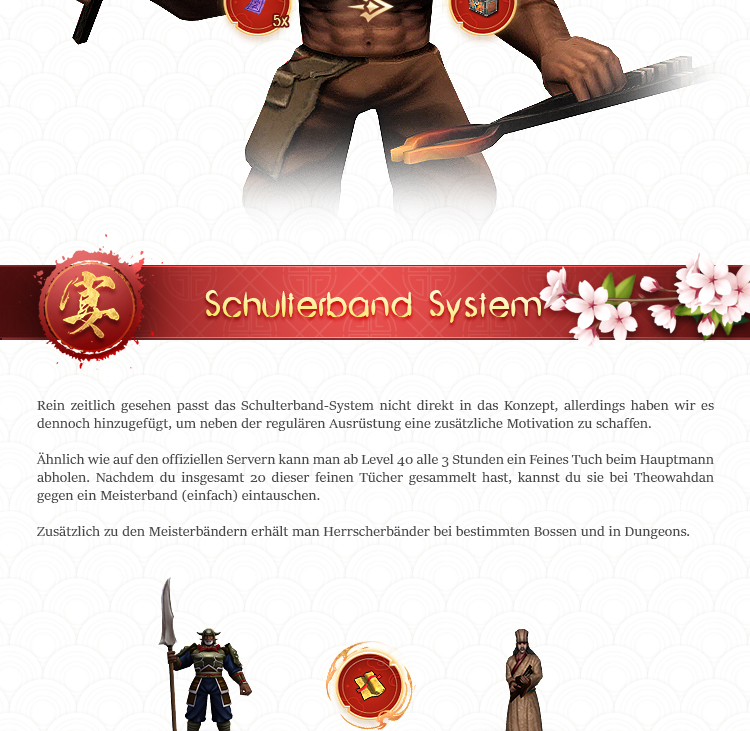 5x
宴
Schulterband System
Rein zeitlich gesehen passt das Schulterband-System nicht direkt in das Konzept, allerdings haben wir es
dennoch hinzugefügt, um neben der regulären Ausrüstung eine zusätzliche Motivation zu schaffen.
Ähnlich wie auf den offiziellen Servern kann man ab Level 40 alle 3 Stunden ein Feines Tuch beim Hauptmann
abholen. Nachdem du insgesamt 20 dieser feinen Tücher gesammelt hast, kannst du sie bei Theowahdan
gegen ein Meisterband (einfach) eintauschen.
Zusätzlich zu den Meisterbändern erhält man Herrscherbänder bei bestimmten Bossen und in Dungeons.